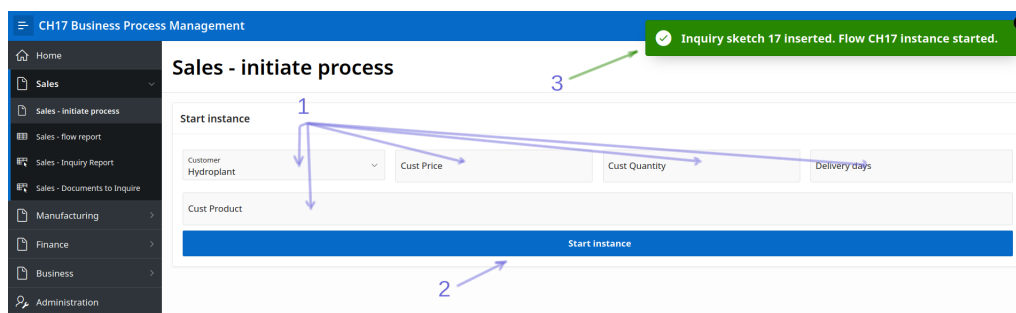 CH17 Business Process Management
Inquiry sketch 17 inserted. Flow CH17 instance started.
Home
Sales
Sales - initiate process
Sales - flow report
Sales - Inquiry Report
Sales - Documents to Inquire
Manufacturing
Finance
Business
Administration
Sales - initiate process
3
1
Start instance
Customer
Hydroplant
Cust Price
Cust Quantity
Delivery days
Cust Product
Start instance
2